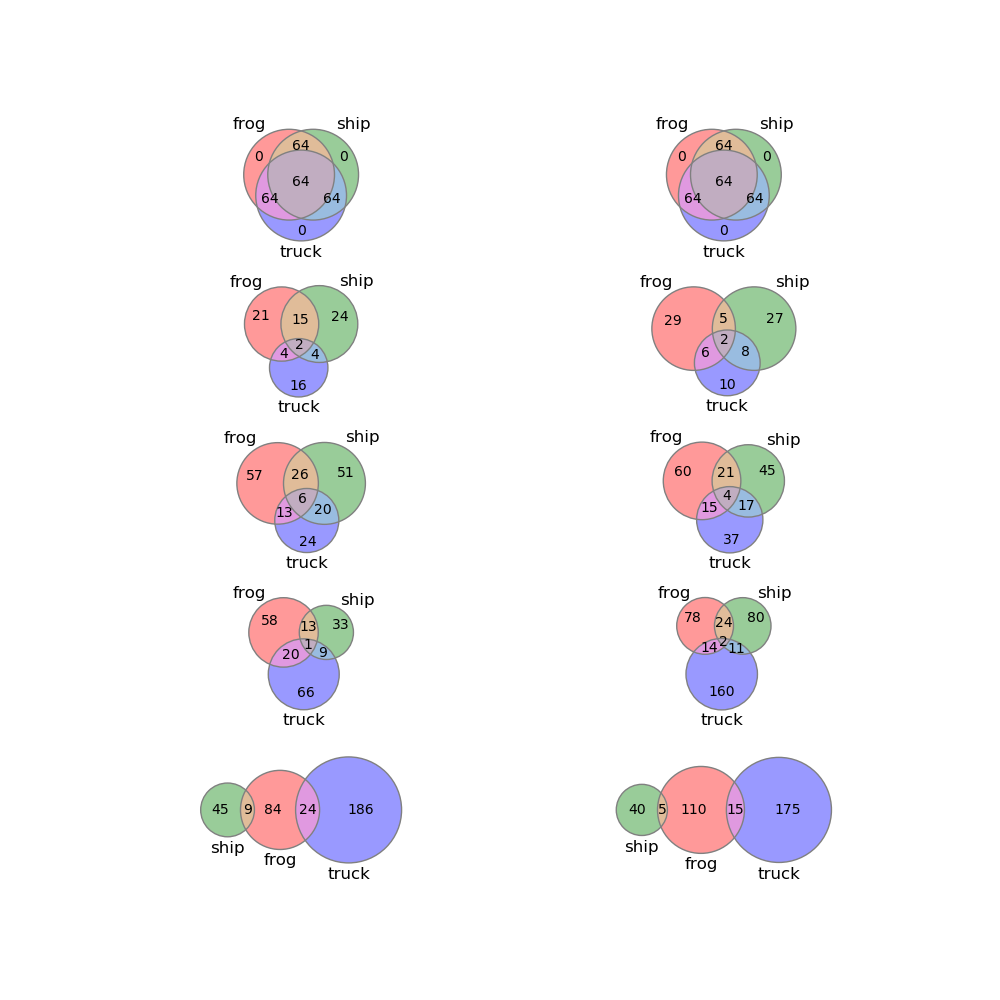 frog ship
64
0 0
64
64 64
0
truck
frog ship
64
0 0
64
64 64
0
truck
frog ship
21 15 24
4 2 4
16
truck
frog ship
29 5 27
6 2 8
10
truck
frog ship
57 26 51
6
13 20
24
truck
frog ship
60 21 45
4
15 17
37
truck
frog ship
58 13 33
1
20 9
66
truck
frog ship
78 24 80
14 2 11
160
truck
45 9 84 24 186
ship
frog
truck
40 5 110 15 175
ship
frog
truck